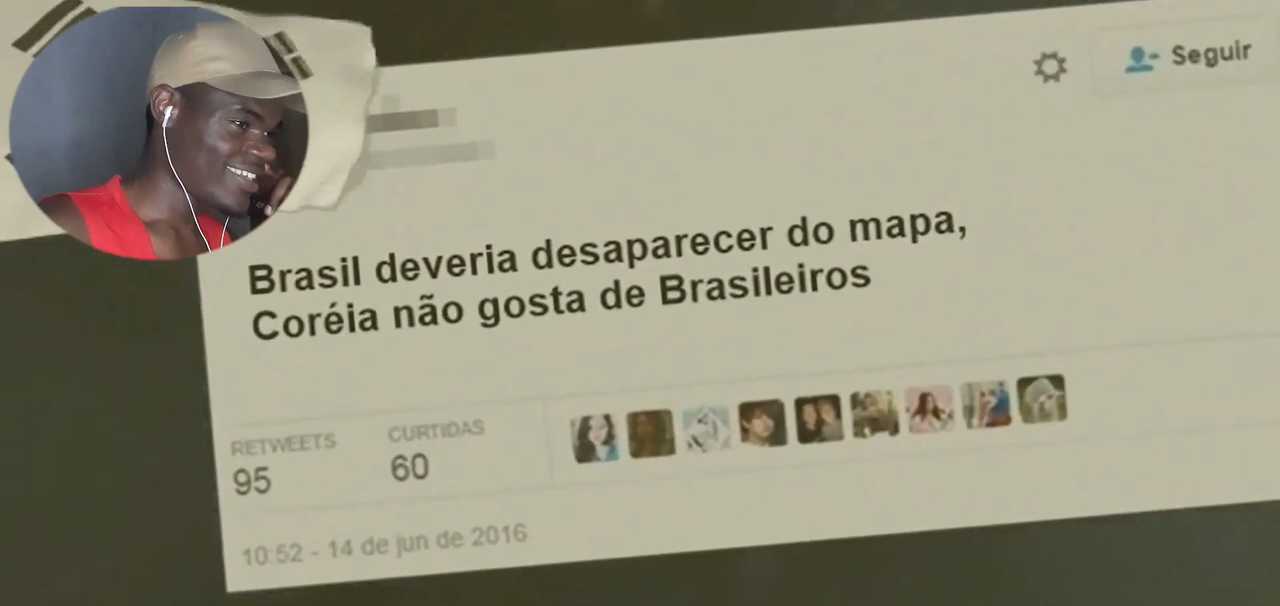 Seguir
Brasil deveria desaparecer do mapa,
Coréia não gosta de Brasileiros
RETWEETS
CURTIDAS
95
60
10:52 - 14 de jun de 2016